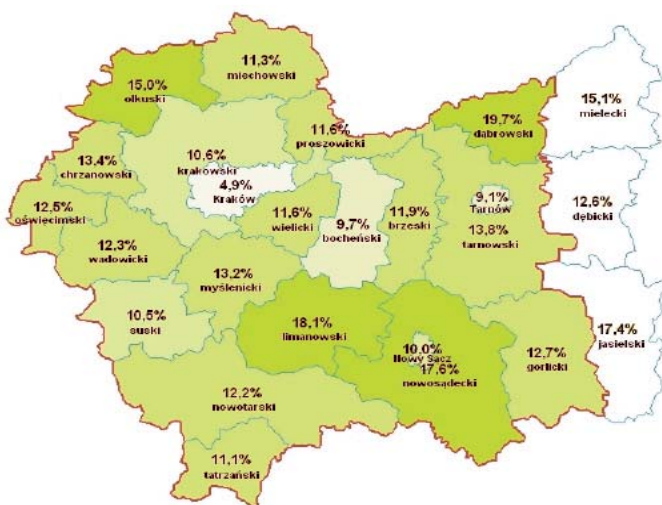 11,3%
miechowski
15,0%
olkuski
15,1%
mielecki
19,7%
dąbrowski
11,6%
proszowicki
10,6%
krakowski
13,4%
chrzanowski
4,9%
Kraków
9,1%
Tarnów
12,6%
dębicki
12,5%
oświęcimski
11,6%
wielicki
9,7%
bocheński
11,9%
brzeski
13,8%
tarnowski
12,3%
wadowicki
13,2%
myślenicki
10,5%
suski
18,1%
limanowski
17,4%
jasielski
10,0%
Nowy Sącz
17,6%
nowosądecki
12,7%
gorlicki
12,2%
nowotarski
11,1%
tatrzański